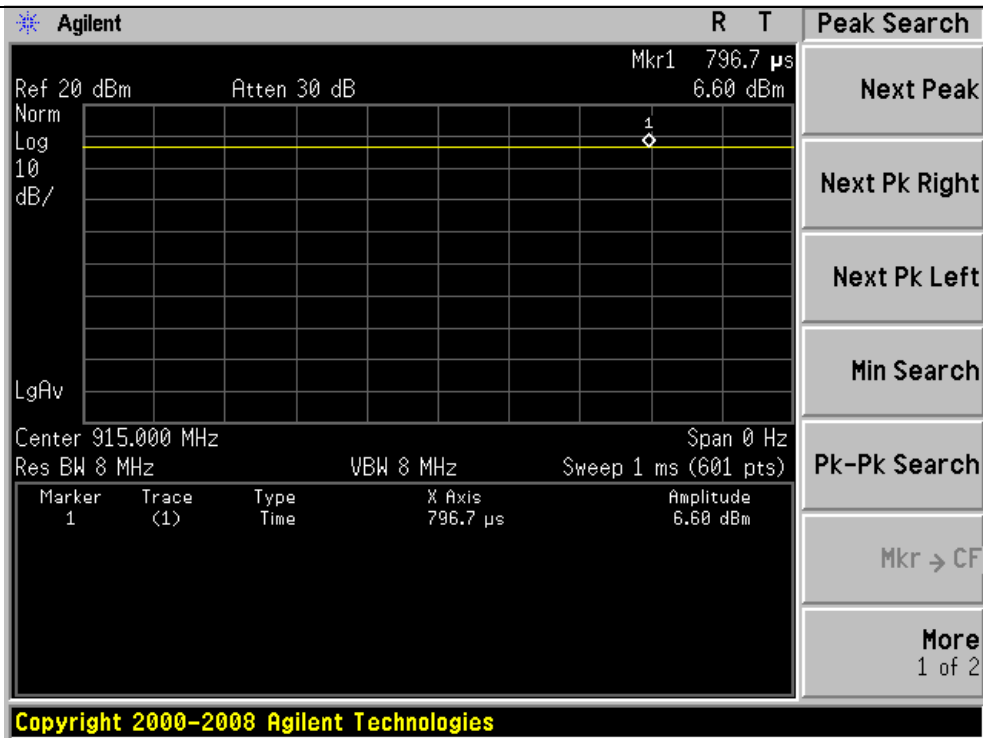 Agilent R T Peak Search
Mkr1 796.7 µs
Ref 20 dBm Atten 30 dB 6.60 dBm
Norm
Log
10
dB/
1
LgAv
Center 915.000 MHz Span 0 Hz
Res BW 8 MHz VBW 8 MHz Sweep 1 ms (601 pts)
Marker Trace Type X Axis Amplitude
1 (1) Time 796.7 µs 6.60 dBm
Next Peak
Next Pk Right
Next Pk Left
Min Search
Pk-Pk Search
Mkr → CF
More
1 of 2
Copyright 2000-2008 Agilent Technologies